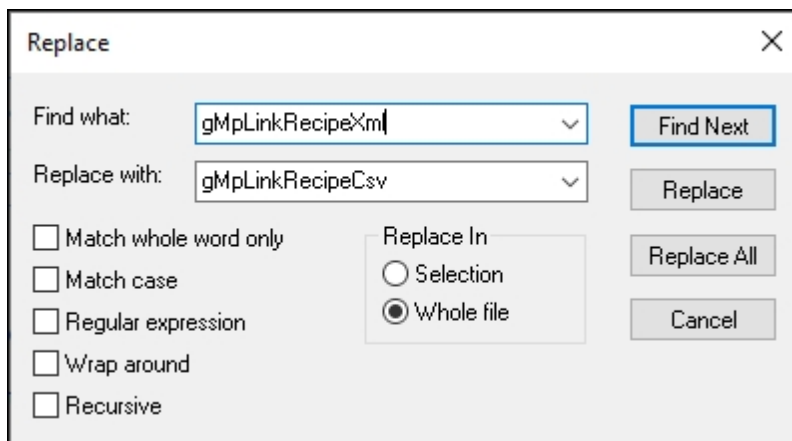 Replace
Find what:
gMpLinkRecipeXml
Find Next
Replace with:
gMpLinkRecipeCsv
Replace
Match whole word only
Match case
Regular expression
Wrap around
Recursive
Replace In
Selection
Whole file
Replace All
Cancel